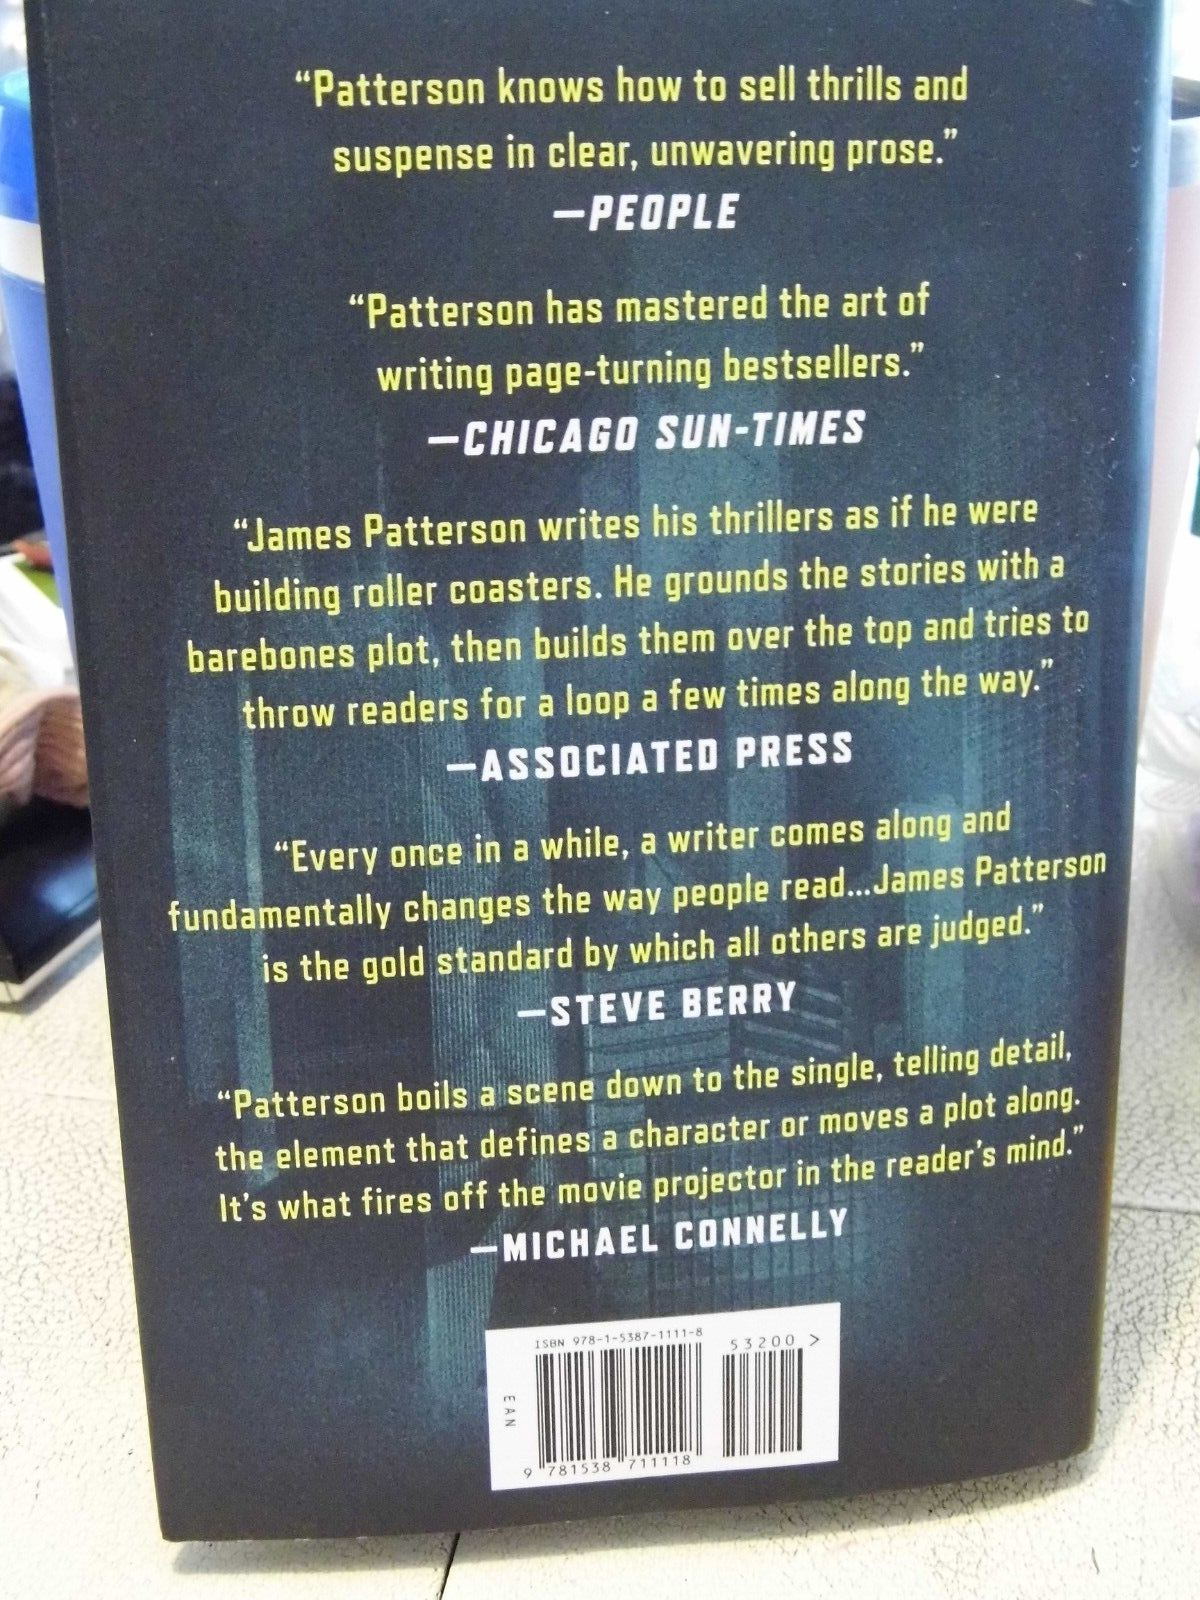 “Patterson knows how to sell thrills and
suspense in clear, unwavering prose.”
—PEOPLE
“Patterson has mastered the art of
writing page-turning bestsellers.”
—CHICAGO SUN-TIMES
“James Patterson writes his thrillers as if he were
building roller coasters. He grounds the stories with a
barebones plot, then builds them over the top and tries to
throw readers for a loop a few times along the way.”
—ASSOCIATED PRESS
“Every once in a while, a writer comes along and
fundamentally changes the way people read...James Patterson
is the gold standard by which all others are judged.”
—STEVE BERRY
“Patterson boils a scene down to the single, telling detail,
the element that defines a character or moves a plot along.
It’s what fires off the movie projector in the reader’s mind.”
—MICHAEL CONNELLY
ISBN 978-1-5387-1111-8
53200 >
EAN
9 781538 711118